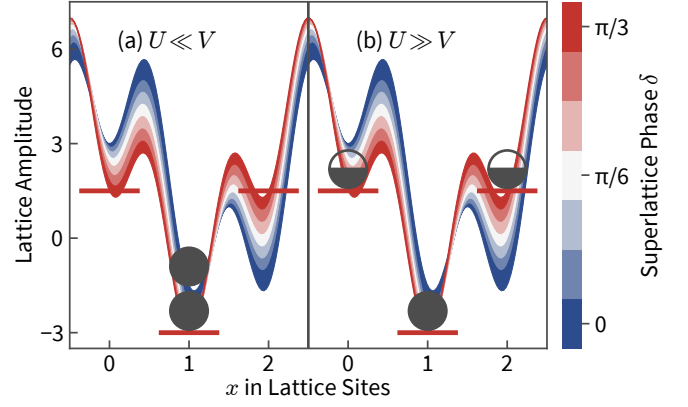 (a) U ≪ V
(b) U ≫ V
Lattice Amplitude
6
3
0
−3
0
1
2
0
1
2
x in Lattice Sites
π/3
π/6
0
Superlattice Phase δ